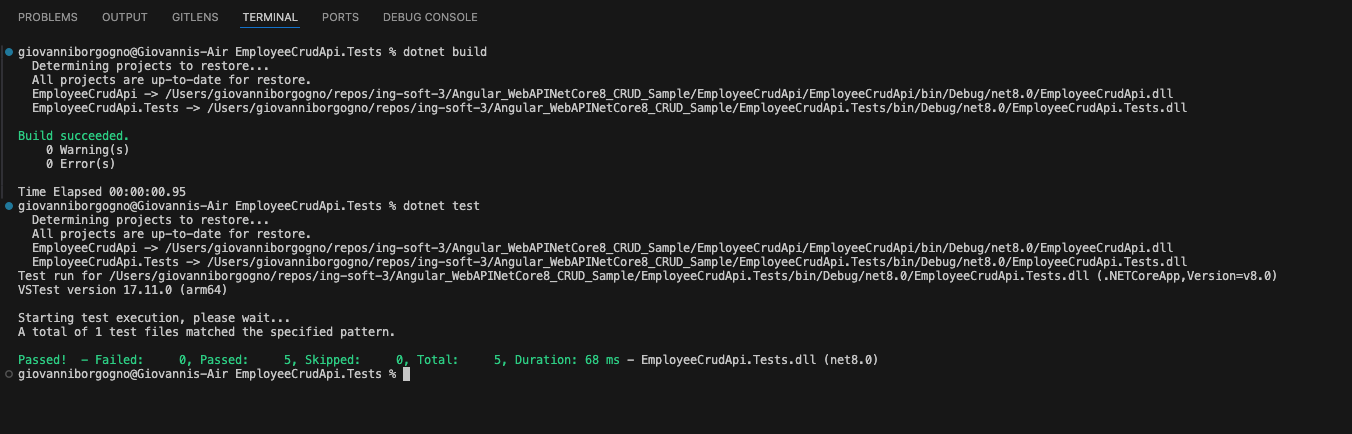 PROBLEMS OUTPUT GITLENS TERMINAL PORTS DEBUG CONSOLE
giovanniborgogno@Giovannis-Air EmployeeCrudApi.Tests % dotnet build
Determining projects to restore...
All projects are up-to-date for restore.
EmployeeCrudApi -> /Users/giovanniborgogno/repos/ing-soft-3/Angular_WebAPINetCore8_CRUD_Sample/EmployeeCrudApi/EmployeeCrudApi/bin/Debug/net8.0/EmployeeCrudApi.dll
EmployeeCrudApi.Tests -> /Users/giovanniborgogno/repos/ing-soft-3/Angular_WebAPINetCore8_CRUD_Sample/EmployeeCrudApi.Tests/bin/Debug/net8.0/EmployeeCrudApi.Tests.dll
Build succeeded.
0 Warning(s)
0 Error(s)
Time Elapsed 00:00:00.95
giovanniborgogno@Giovannis-Air EmployeeCrudApi.Tests % dotnet test
Determining projects to restore...
All projects are up-to-date for restore.
EmployeeCrudApi -> /Users/giovanniborgogno/repos/ing-soft-3/Angular_WebAPINetCore8_CRUD_Sample/EmployeeCrudApi/EmployeeCrudApi/bin/Debug/net8.0/EmployeeCrudApi.dll
EmployeeCrudApi.Tests -> /Users/giovanniborgogno/repos/ing-soft-3/Angular_WebAPINetCore8_CRUD_Sample/EmployeeCrudApi.Tests/bin/Debug/net8.0/EmployeeCrudApi.Tests.dll
Test run for /Users/giovanniborgogno/repos/ing-soft-3/Angular_WebAPINetCore8_CRUD_Sample/EmployeeCrudApi.Tests/bin/Debug/net8.0/EmployeeCrudApi.Tests.dll (.NETCoreApp,Version=v8.0)
VSTest version 17.11.0 (arm64)
Starting test execution, please wait...
A total of 1 test files matched the specified pattern.
Passed!  - Failed:     0, Passed:     5, Skipped:     0, Total:     5, Duration: 68 ms - EmployeeCrudApi.Tests.dll (net8.0)
giovanniborgogno@Giovannis-Air EmployeeCrudApi.Tests %